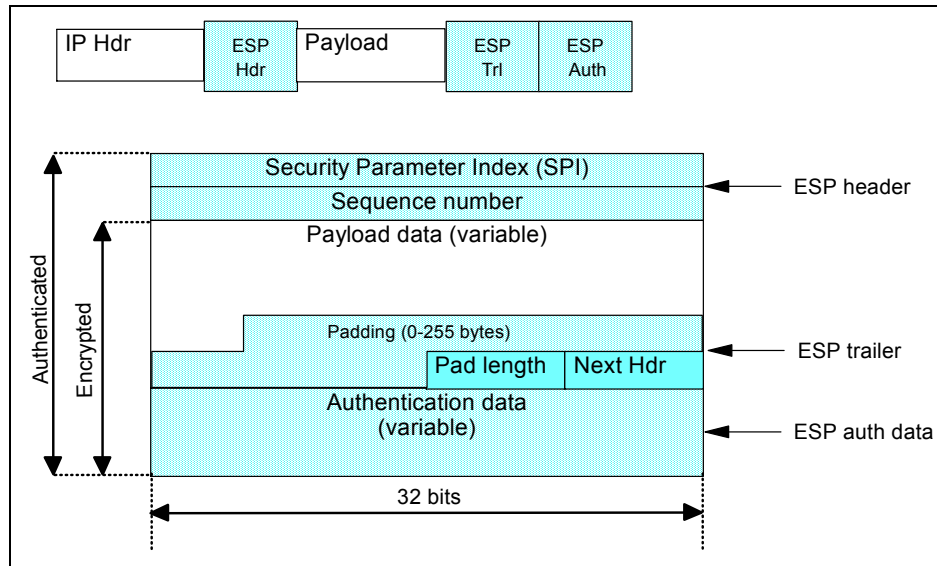 IP Hdr
ESP
Hdr
Payload
ESP
Trl
ESP
Auth
Security Parameter Index (SPI)
ESP header
Sequence number
Payload data (variable)
Authenticated
Encrypted
Padding (0-255 bytes)
ESP trailer
Pad length
Next Hdr
Authentication data
(variable)
ESP auth data
32 bits